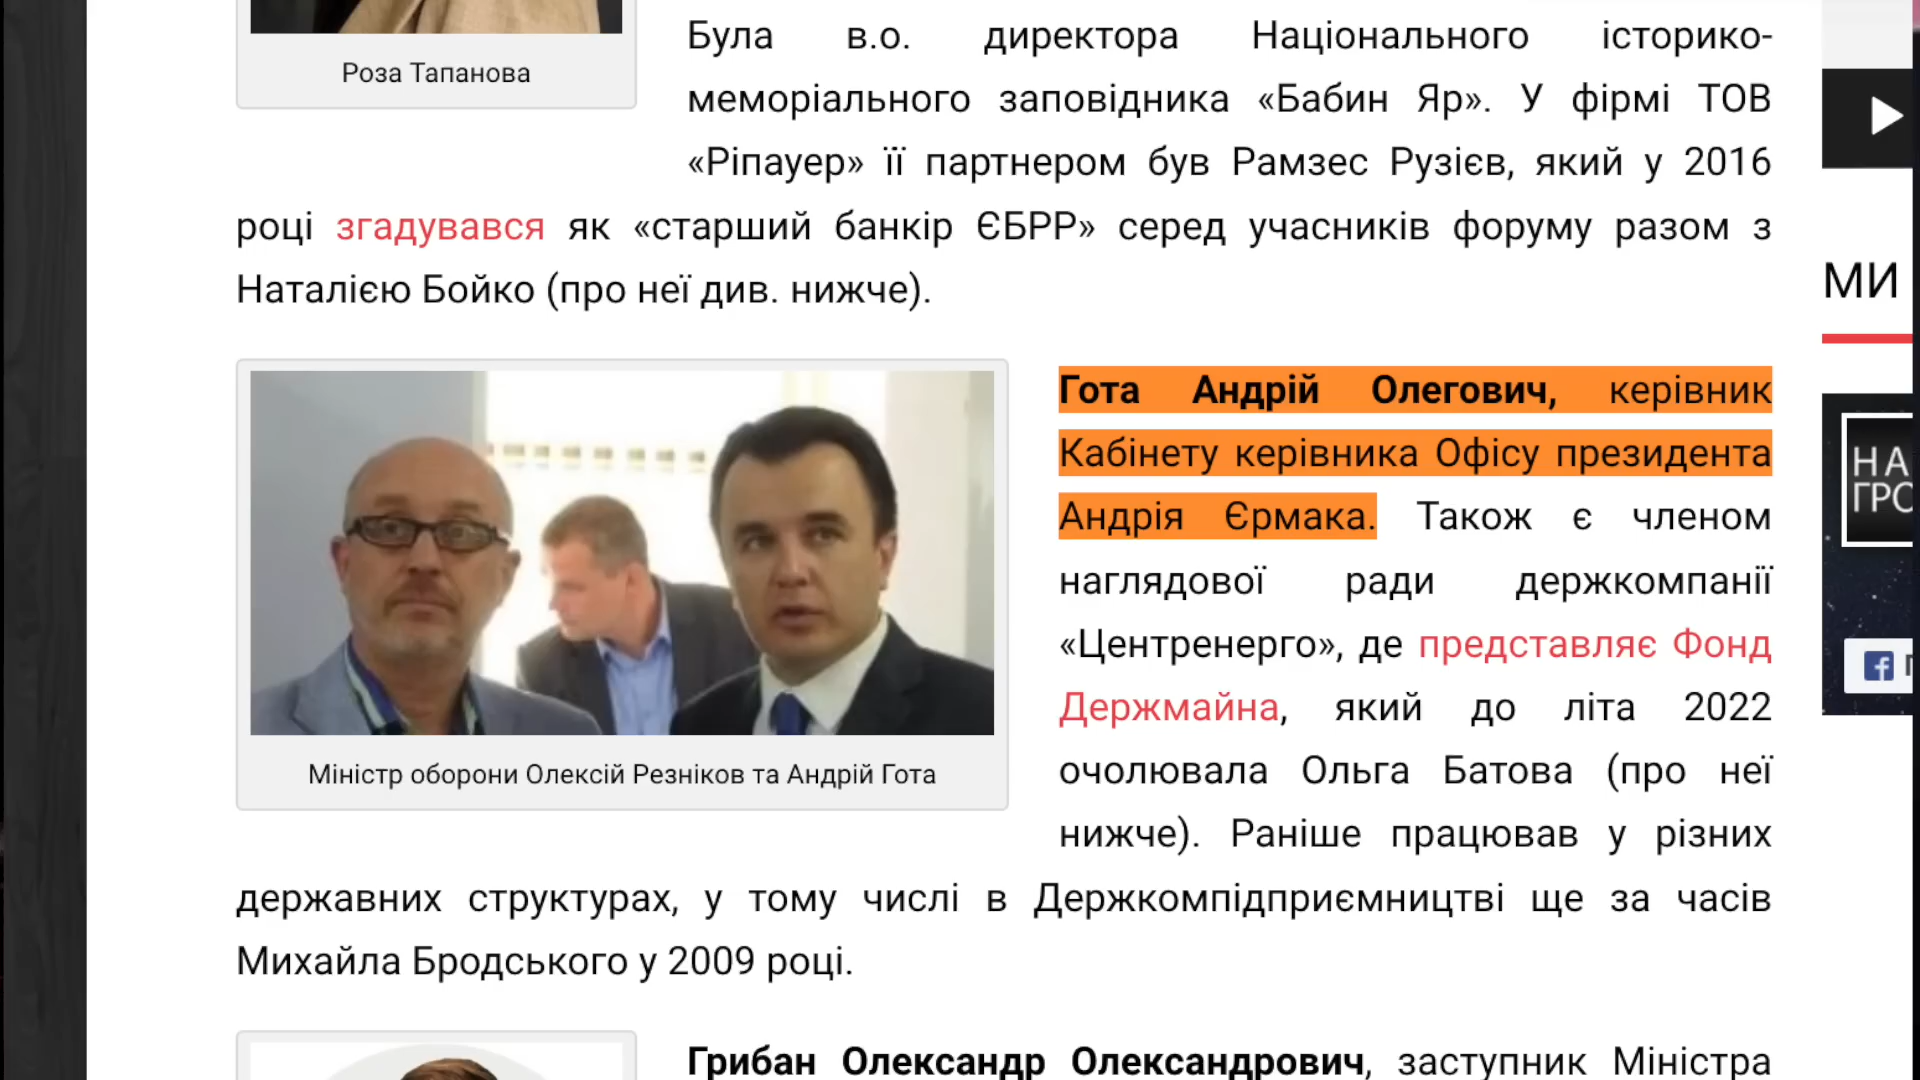 Роза Тапанова
Була в.о. директора Національного історико-
меморіального заповідника «Бабин Яр». У фірмі ТОВ
«Ріпауер» її партнером був Рамзес Рузієв, який у 2016
році згадувався як «старший банкір ЄБРР» серед учасників форуму разом з
Наталією Бойко (про неї див. нижче).
Міністр оборони Олексій Резніков та Андрій Гота
Гота Андрій Олегович, керівник
Кабінету керівника Офісу президента
Андрія Єрмака. Також є членом
наглядової ради держкомпанії
«Центренерго», де представляє Фонд
Держмайна, який до літа 2022
очолювала Ольга Батова (про неї
нижче). Раніше працював у різних
державних структурах, у тому числі в Держкомпідприємництві ще за часів
Михайла Бродського у 2009 році.
Грибан Олександр Олександрович, заступник Міністра
МИ
НА
ГРО